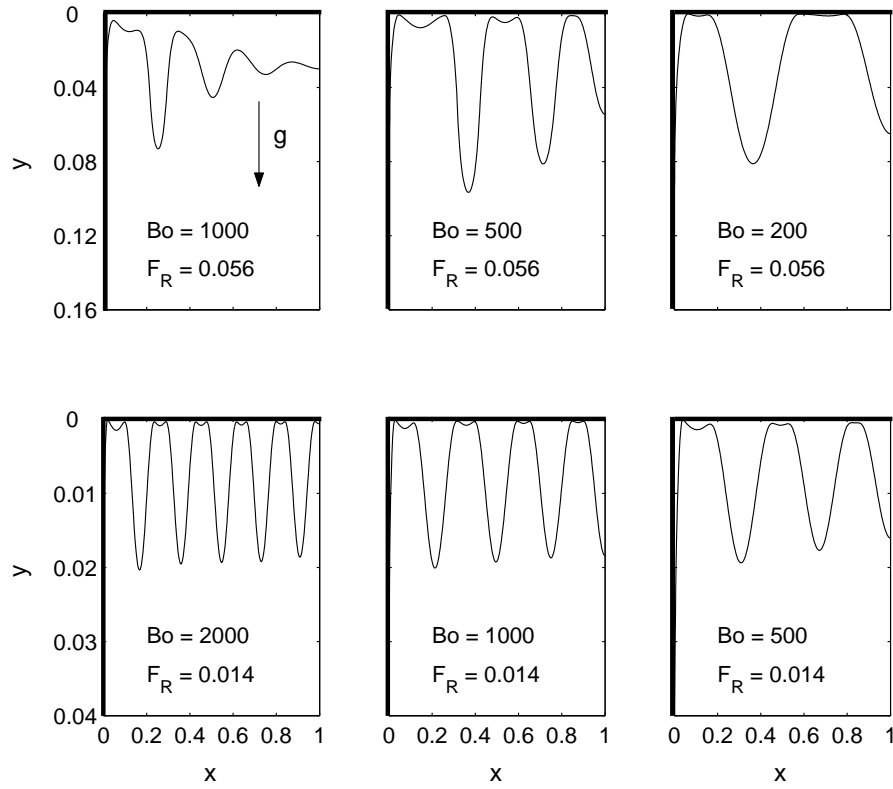 0
0.04
0.08
0.12
0.16
y
g
Bo = 1000
F_R = 0.056
Bo = 500
F_R = 0.056
Bo = 200
F_R = 0.056
0
0.01
0.02
0.03
0.04
y
Bo = 2000
F_R = 0.014
Bo = 1000
F_R = 0.014
Bo = 500
F_R = 0.014
0 0.2 0.4 0.6 0.8 1
0 0.2 0.4 0.6 0.8 1
0 0.2 0.4 0.6 0.8 1
x
x
x